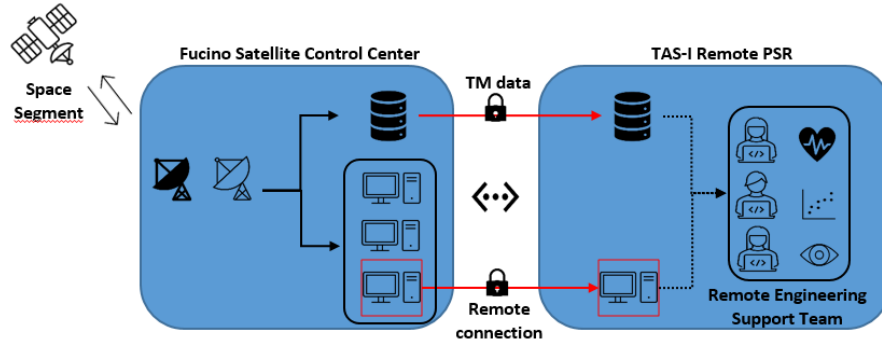 Fucino Satellite Control Center
TAS-I Remote PSR
Space
Segment
TM data
Remote
connection
Remote Engineering
Support Team